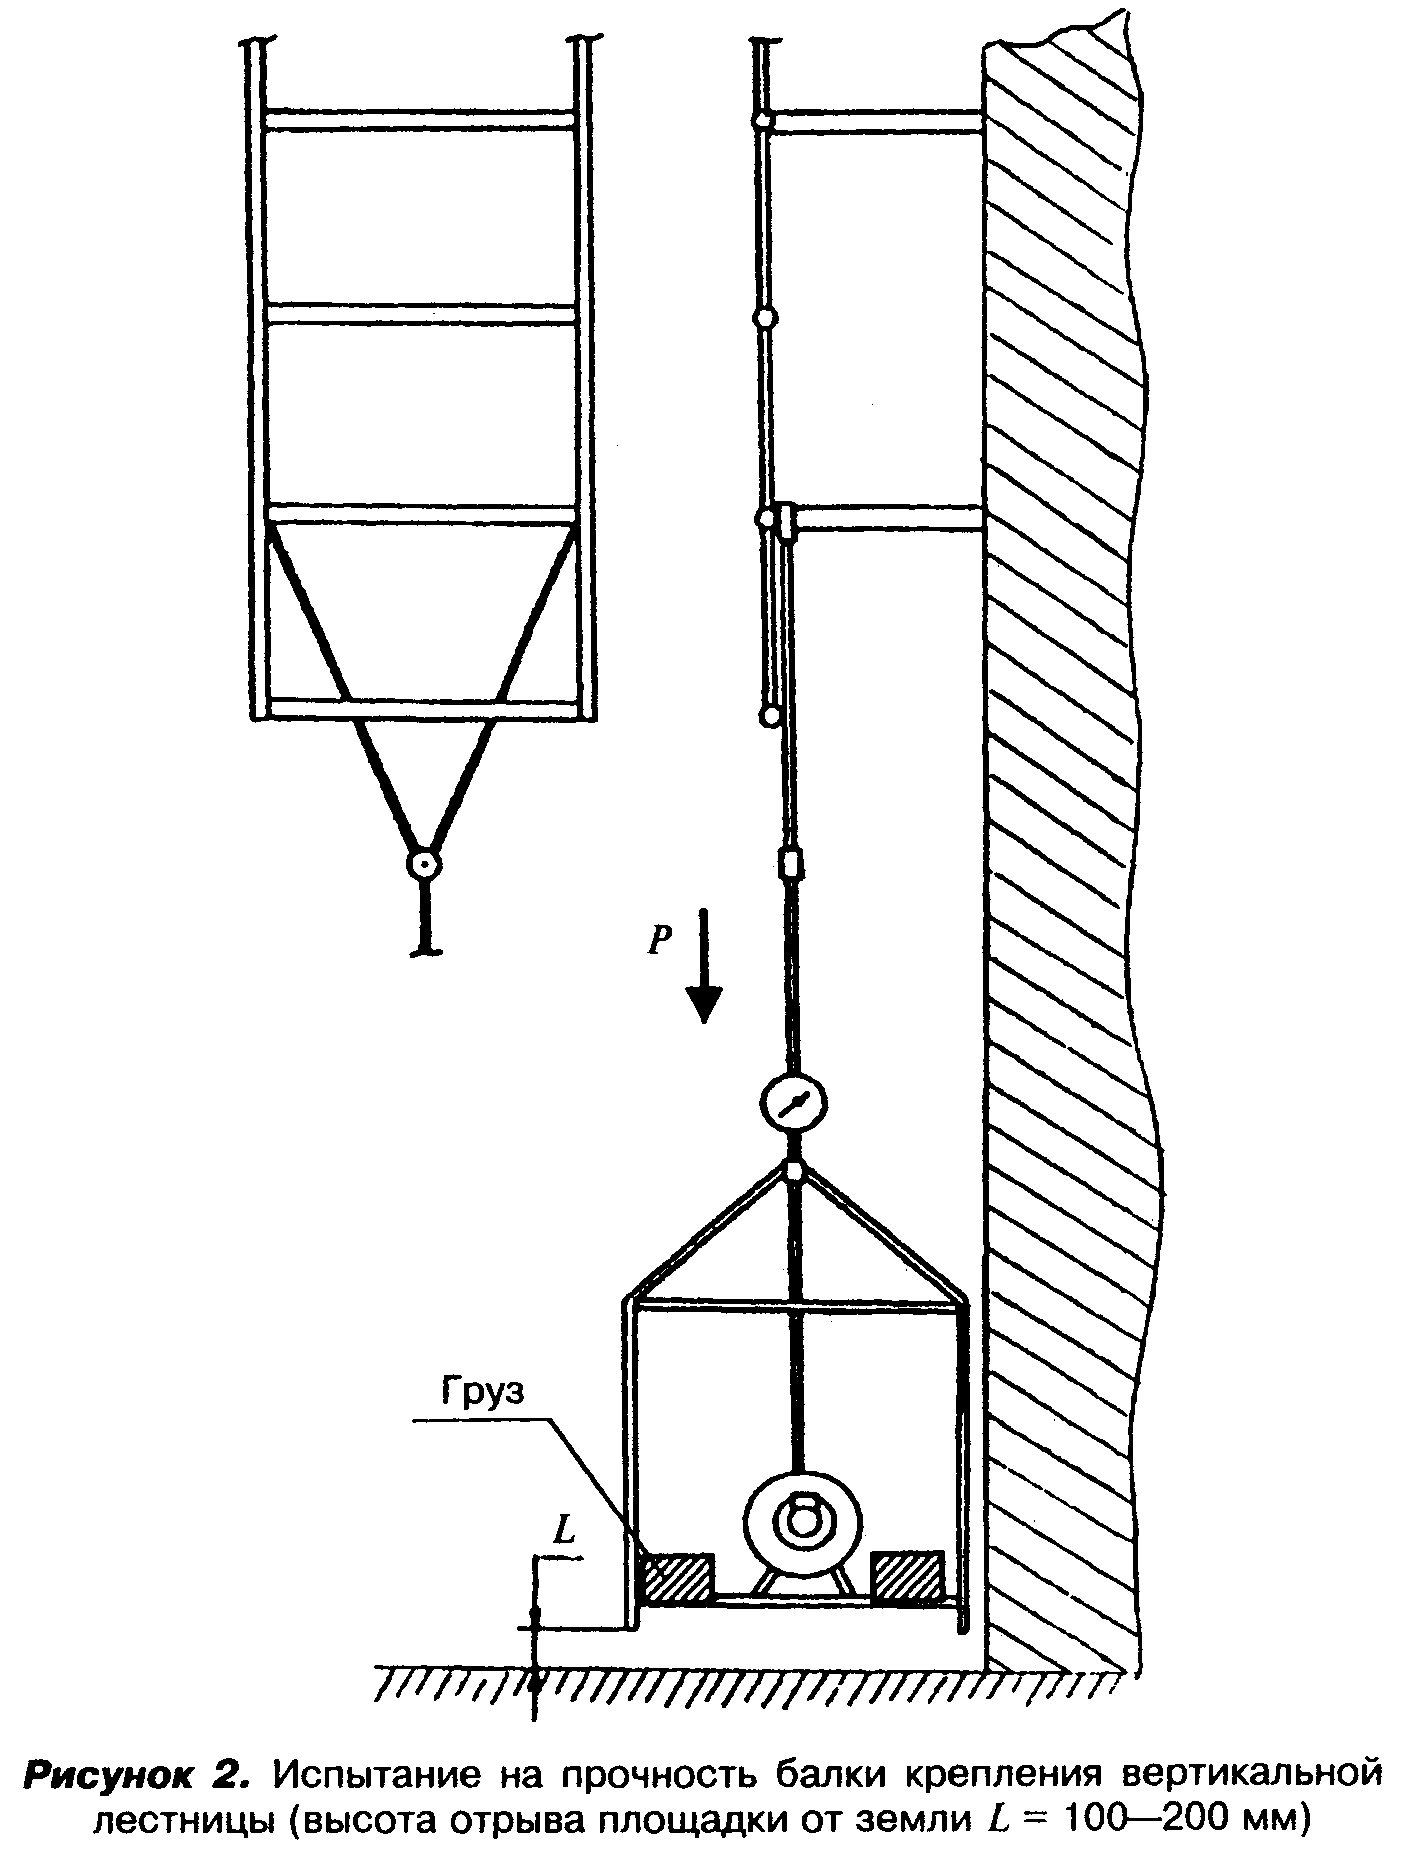 P
Груз
L
Рисунок 2. Испытание на прочность балки крепления вертикальной
лестницы (высота отрыва площадки от земли L = 100—200 мм)